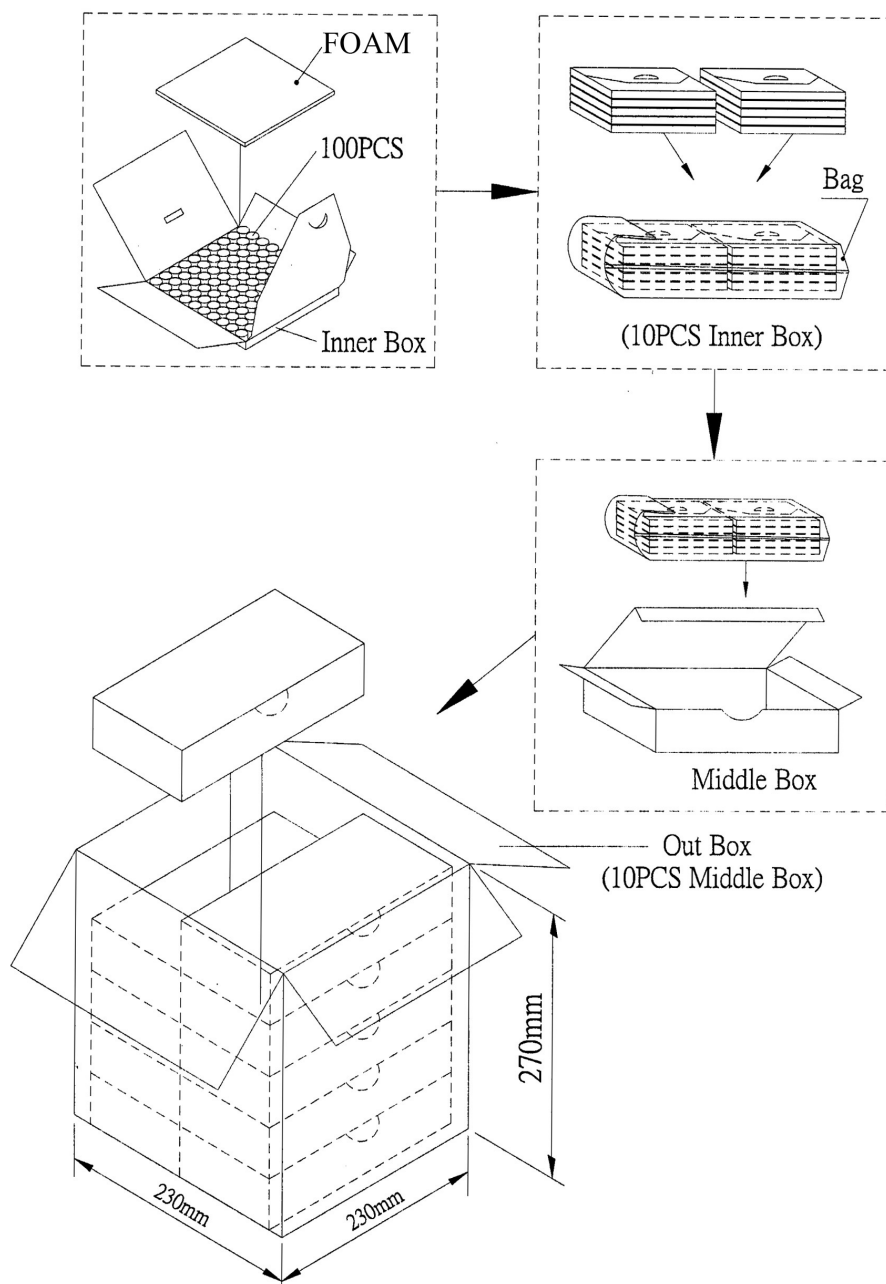 FOAM
100PCS
Inner Box
Bag
(10PCS Inner Box)
Middle Box
Out Box
(10PCS Middle Box)
270mm
230mm
230mm